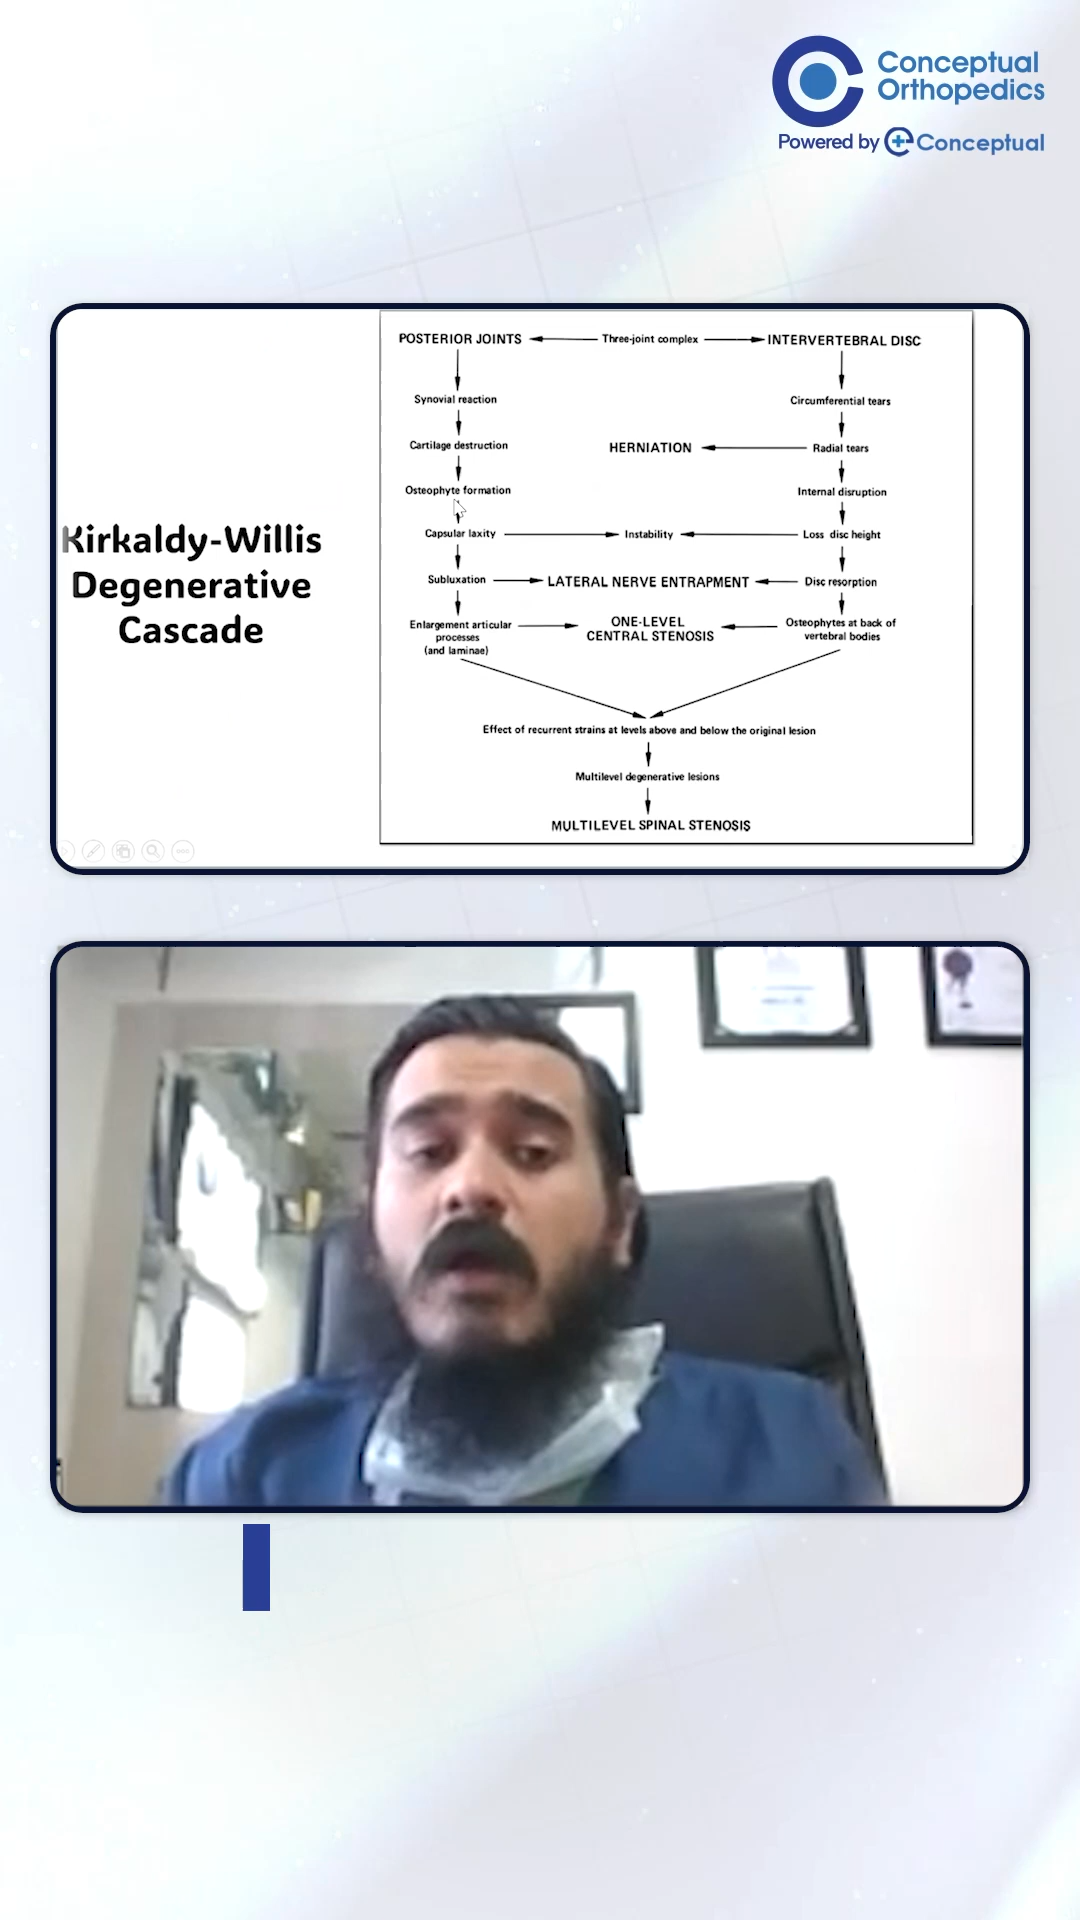 Conceptual
Orthopedics
Powered by Conceptual
POSTERIOR JOINTS
Three-joint complex
INTERVERTEBRAL DISC
Synovial reaction
Circumferential tears
Cartilage destruction
HERNIATION
Radial tears
Osteophyte formation
Internal disruption
Kirkaldy-Willis
Degenerative
Cascade
Capsular laxity
Instability
Loss disc height
Subluxation
LATERAL NERVE ENTRAPMENT
Disc resorption
Enlargement articular
processes
(and laminae)
ONE-LEVEL
CENTRAL STENOSIS
Osteophytes at back of
vertebral bodies
Effect of recurrent strains at levels above and below the original lesion
Multilevel degenerative lesions
MULTILEVEL SPINAL STENOSIS